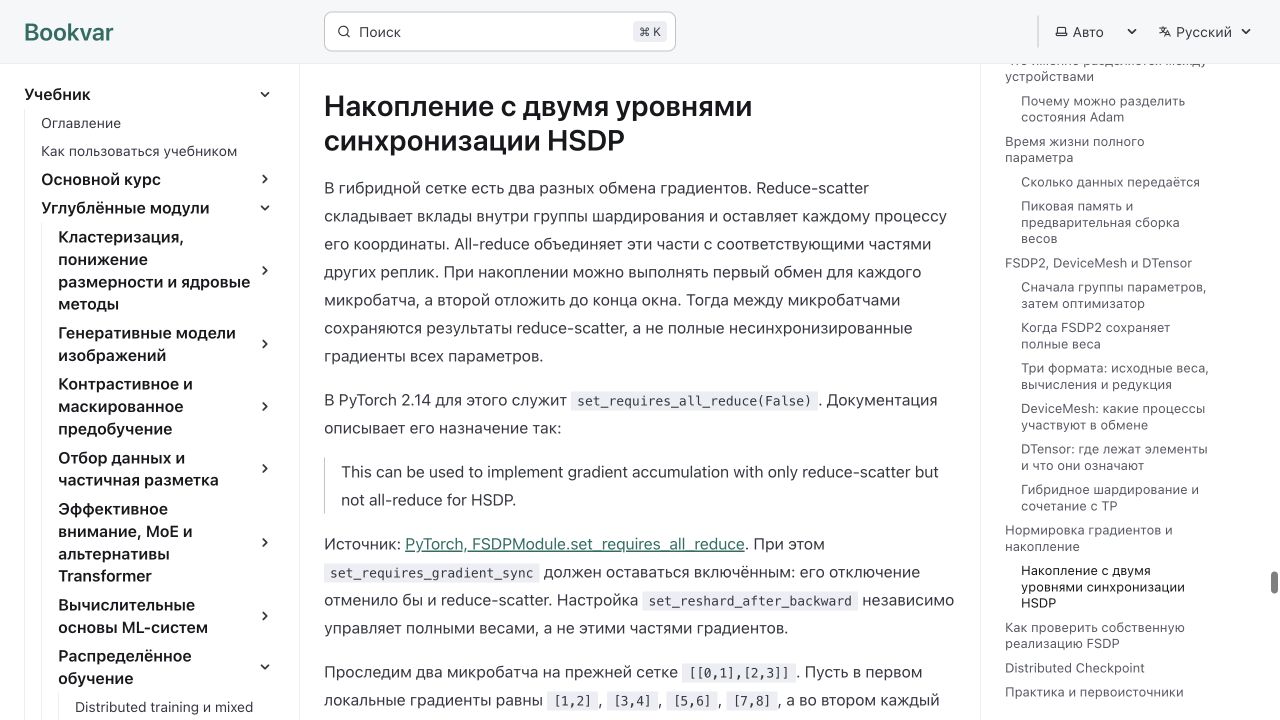 Bookvar
Поиск
⌘ K
Авто
Русский
Учебник
Оглавление
Как пользоваться учебником
Основной курс
Углублённые модули
Кластеризация,
понижение
размерности и ядровые
методы
Генеративные модели
изображений
Контрастивное и
маскированное
предобучение
Отбор данных и
частичная разметка
Эффективное
внимание, MoE и
альтернативы
Transformer
Вычислительные
основы ML-систем
Распределённое
обучение
Distributed training и mixed
Накопление с двумя уровнями
синхронизации HSDP
В гибридной сетке есть два разных обмена градиентов. Reduce-scatter
складывает вклады внутри группы шардирования и оставляет каждому процессу
его координаты. All-reduce объединяет эти части с соответствующими частями
других реплик. При накоплении можно выполнять первый обмен для каждого
микробатча, а второй отложить до конца окна. Тогда между микробатчами
сохраняются результаты reduce-scatter, а не полные несинхронизированные
градиенты всех параметров.
В PyTorch 2.14 для этого служит set_requires_all_reduce(False). Документация
описывает его назначение так:
This can be used to implement gradient accumulation with only reduce-scatter but
not all-reduce for HSDP.
Источник: PyTorch, FSDPModule.set_requires_all_reduce. При этом
set_requires_gradient_sync должен оставаться включённым: его отключение
отменило бы и reduce-scatter. Настройка set_reshard_after_backward независимо
управляет полными весами, а не этими частями градиентов.
Проследим два микробатча на прежней сетке [[0,1],[2,3]]. Пусть в первом
локальные градиенты равны [1,2], [3,4], [5,6], [7,8], а во втором каждый
устройствами
Почему можно разделить
состояния Adam
Время жизни полного
параметра
Сколько данных передаётся
Пиковая память и
предварительная сборка
весов
FSDP2, DeviceMesh и DTensor
Сначала группы параметров,
затем оптимизатор
Когда FSDP2 сохраняет
полные веса
Три формата: исходные веса,
вычисления и редукция
DeviceMesh: какие процессы
участвуют в обмене
DTensor: где лежат элементы
и что они означают
Гибридное шардирование и
сочетание с TP
Нормировка градиентов и
накопление
Накопление с двумя
уровнями синхронизации
HSDP
Как проверить собственную
реализацию FSDP
Distributed Checkpoint
Практика и первоисточники